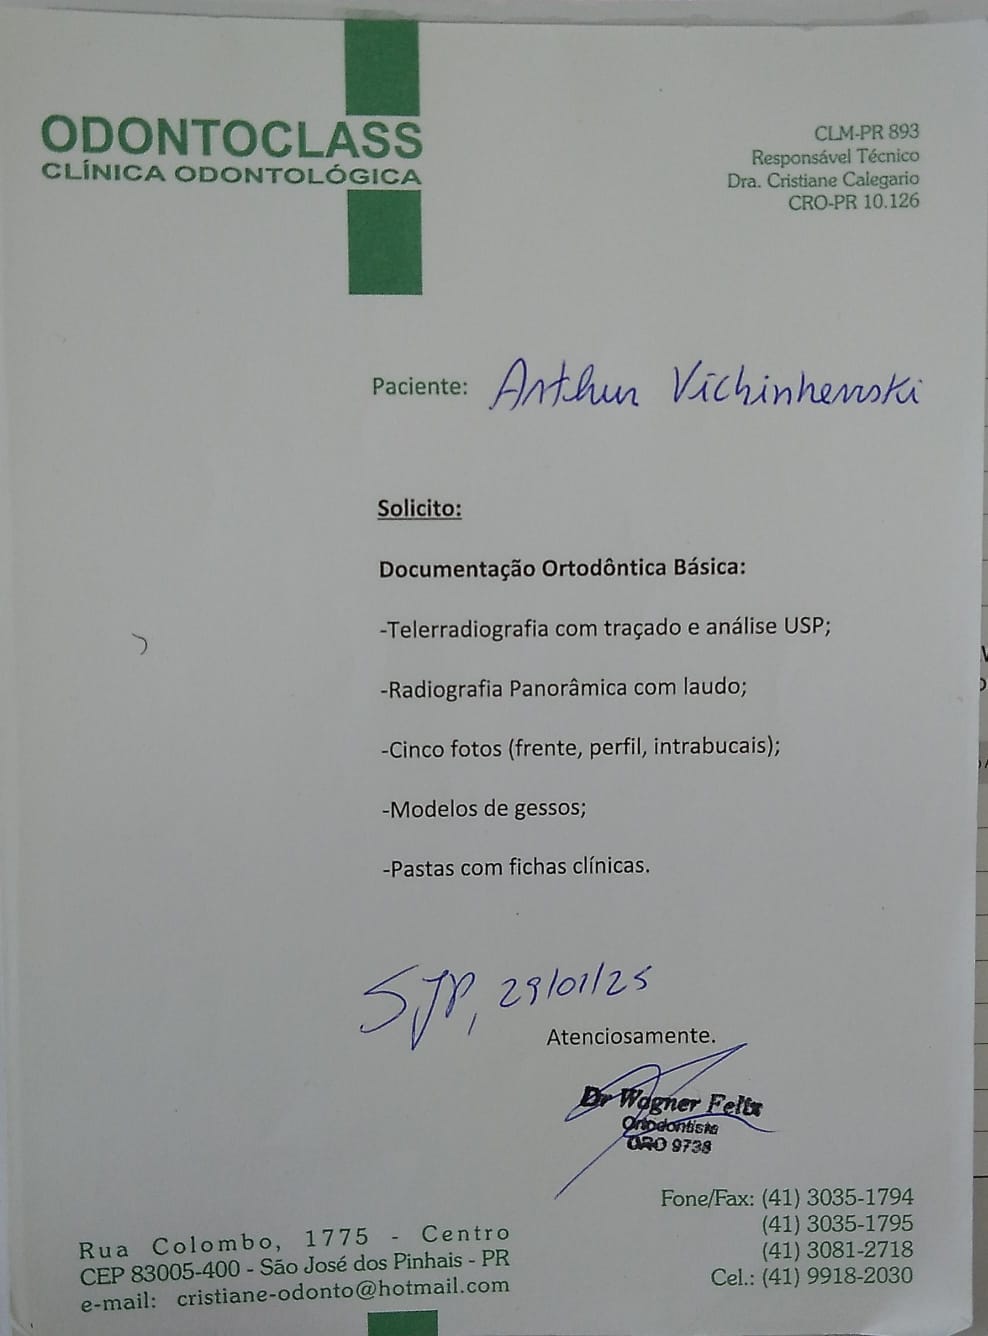 ODONTOCLASS
CLÍNICA ODONTOLÓGICA
CLM-PR 893
Responsável Técnico
Dra. Cristiane Calegario
CRO-PR 10.126
Paciente: Arthur Vichinhenski
Solicito:
Documentação Ortodôntica Básica:
-Telerradiografia com traçado e análise USP;
-Radiografia Panorâmica com laudo;
-Cinco fotos (frente, perfil, intrabucais);
-Modelos de gessos;
-Pastas com fichas clínicas.
SJP, 29/01/25
Atenciosamente.
Dr Wagner Felix
Ortodontista
CRO 9738
Rua Colombo, 1775 - Centro
CEP 83005-400 - São José dos Pinhais - PR
e-mail: cristiane-odonto@hotmail.com
Fone/Fax: (41) 3035-1794
(41) 3035-1795
(41) 3081-2718
Cel.: (41) 9918-2030